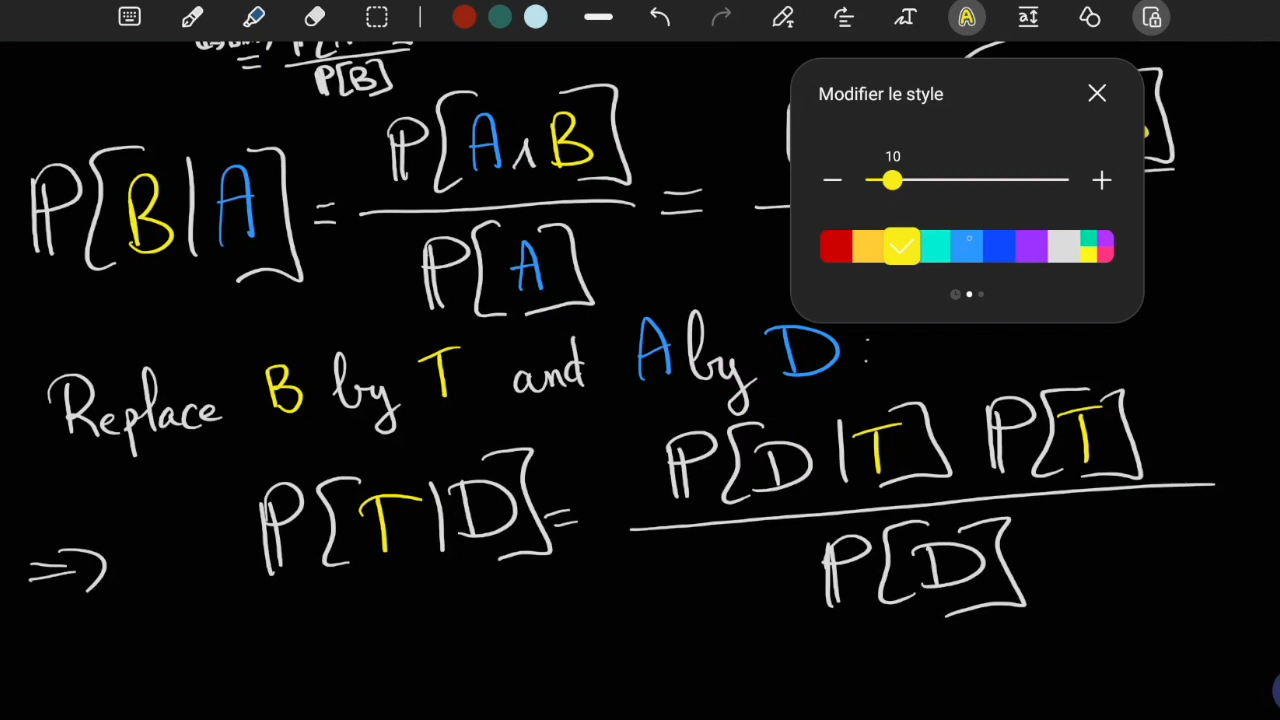 P[B]
Modifier le style
10
ℙ[B|A] = ℙ[A∧B] / ℙ[A] =
Replace B by T and A by D :
⇒ ℙ[T|D] = ℙ[D|T] ℙ[T] / ℙ[D]